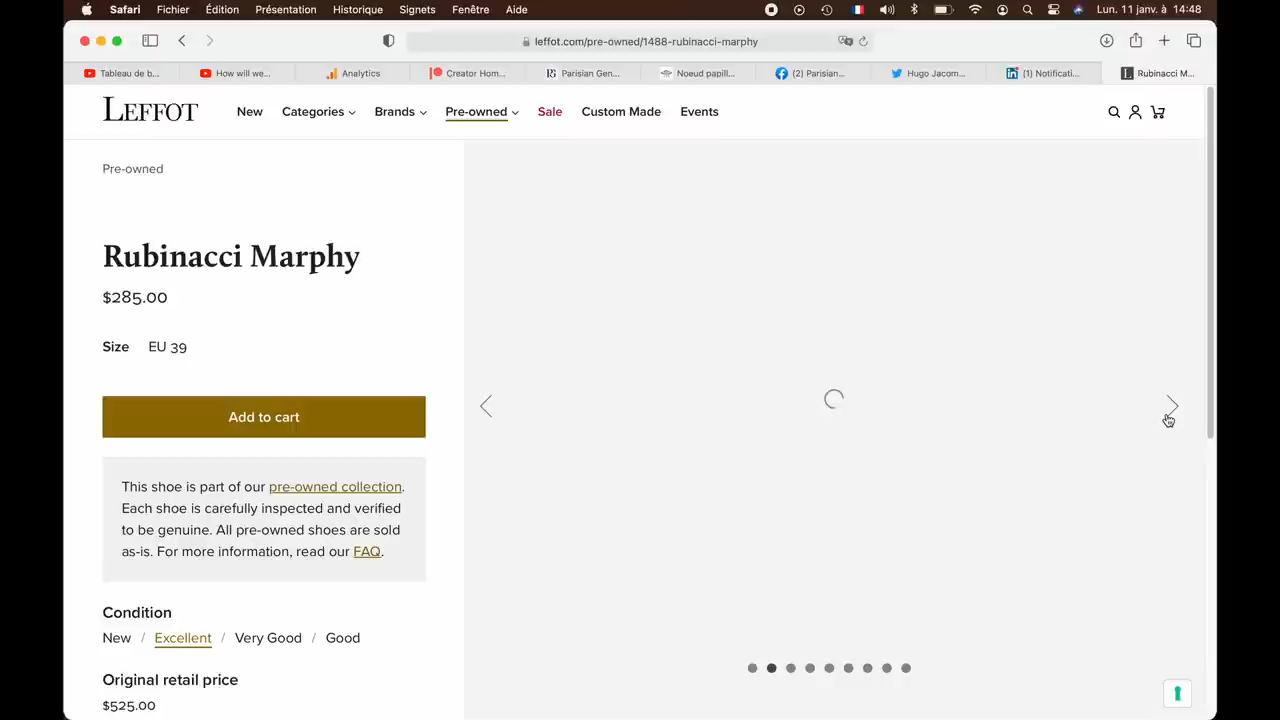 Safari Fichier Édition Présentation Historique Signets Fenêtre Aide Lun. 11 janv. à 14:48
leffot.com/pre-owned/1488-rubinacci-marphy
Tableau de b... How will we... Analytics Creator Hom... Parisian Gen... Noeud papill... (2) Parisian... Hugo Jacom... (1) Notificati... Rubinacci M...
LEFFOT New Categories Brands Pre-owned Sale Custom Made Events
Pre-owned
Rubinacci Marphy
$285.00
Size EU 39
Add to cart
This shoe is part of our pre-owned collection.
Each shoe is carefully inspected and verified
to be genuine. All pre-owned shoes are sold
as-is. For more information, read our FAQ.
Condition
New / Excellent / Very Good / Good
Original retail price
$525.00